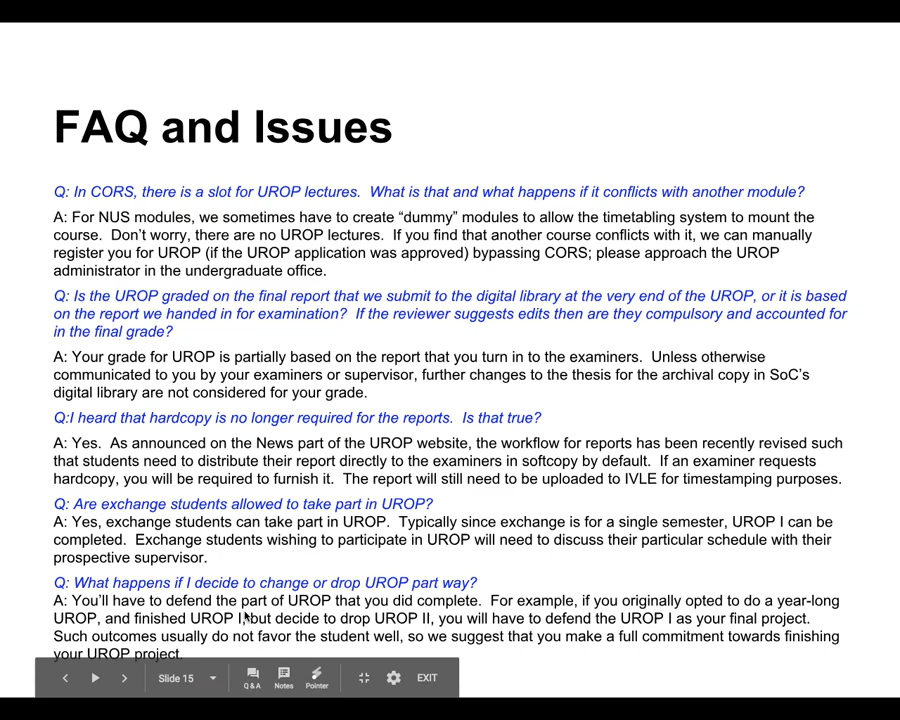 FAQ and Issues
Q: In CORS, there is a slot for UROP lectures.  What is that and what happens if it conflicts with another module?
A: For NUS modules, we sometimes have to create “dummy” modules to allow the timetabling system to mount the
course.  Don’t worry, there are no UROP lectures.  If you find that another course conflicts with it, we can manually
register you for UROP (if the UROP application was approved) bypassing CORS; please approach the UROP
administrator in the undergraduate office.
Q: Is the UROP graded on the final report that we submit to the digital library at the very end of the UROP, or it is based
on the report we handed in for examination?  If the reviewer suggests edits then are they compulsory and accounted for
in the final grade?
A: Your grade for UROP is partially based on the report that you turn in to the examiners.  Unless otherwise
communicated to you by your examiners or supervisor, further changes to the thesis for the archival copy in SoC’s
digital library are not considered for your grade.
Q:I heard that hardcopy is no longer required for the reports.  Is that true?
A: Yes.  As announced on the News part of the UROP website, the workflow for reports has been recently revised such
that students need to distribute their report directly to the examiners in softcopy by default.  If an examiner requests
hardcopy, you will be required to furnish it.  The report will still need to be uploaded to IVLE for timestamping purposes.
Q: Are exchange students allowed to take part in UROP?
A: Yes, exchange students can take part in UROP.  Typically since exchange is for a single semester, UROP I can be
completed.  Exchange students wishing to participate in UROP will need to discuss their particular schedule with their
prospective supervisor.
Q: What happens if I decide to change or drop UROP part way?
A: You’ll have to defend the part of UROP that you did complete.  For example, if you originally opted to do a year-long
UROP, and finished UROP I,but decide to drop UROP II, you will have to defend the UROP I as your final project.
Such outcomes usually do not favor the student well, so we suggest that you make a full commitment towards finishing
your UROP project.
Slide 15
Q & A
Notes
Pointer
EXIT